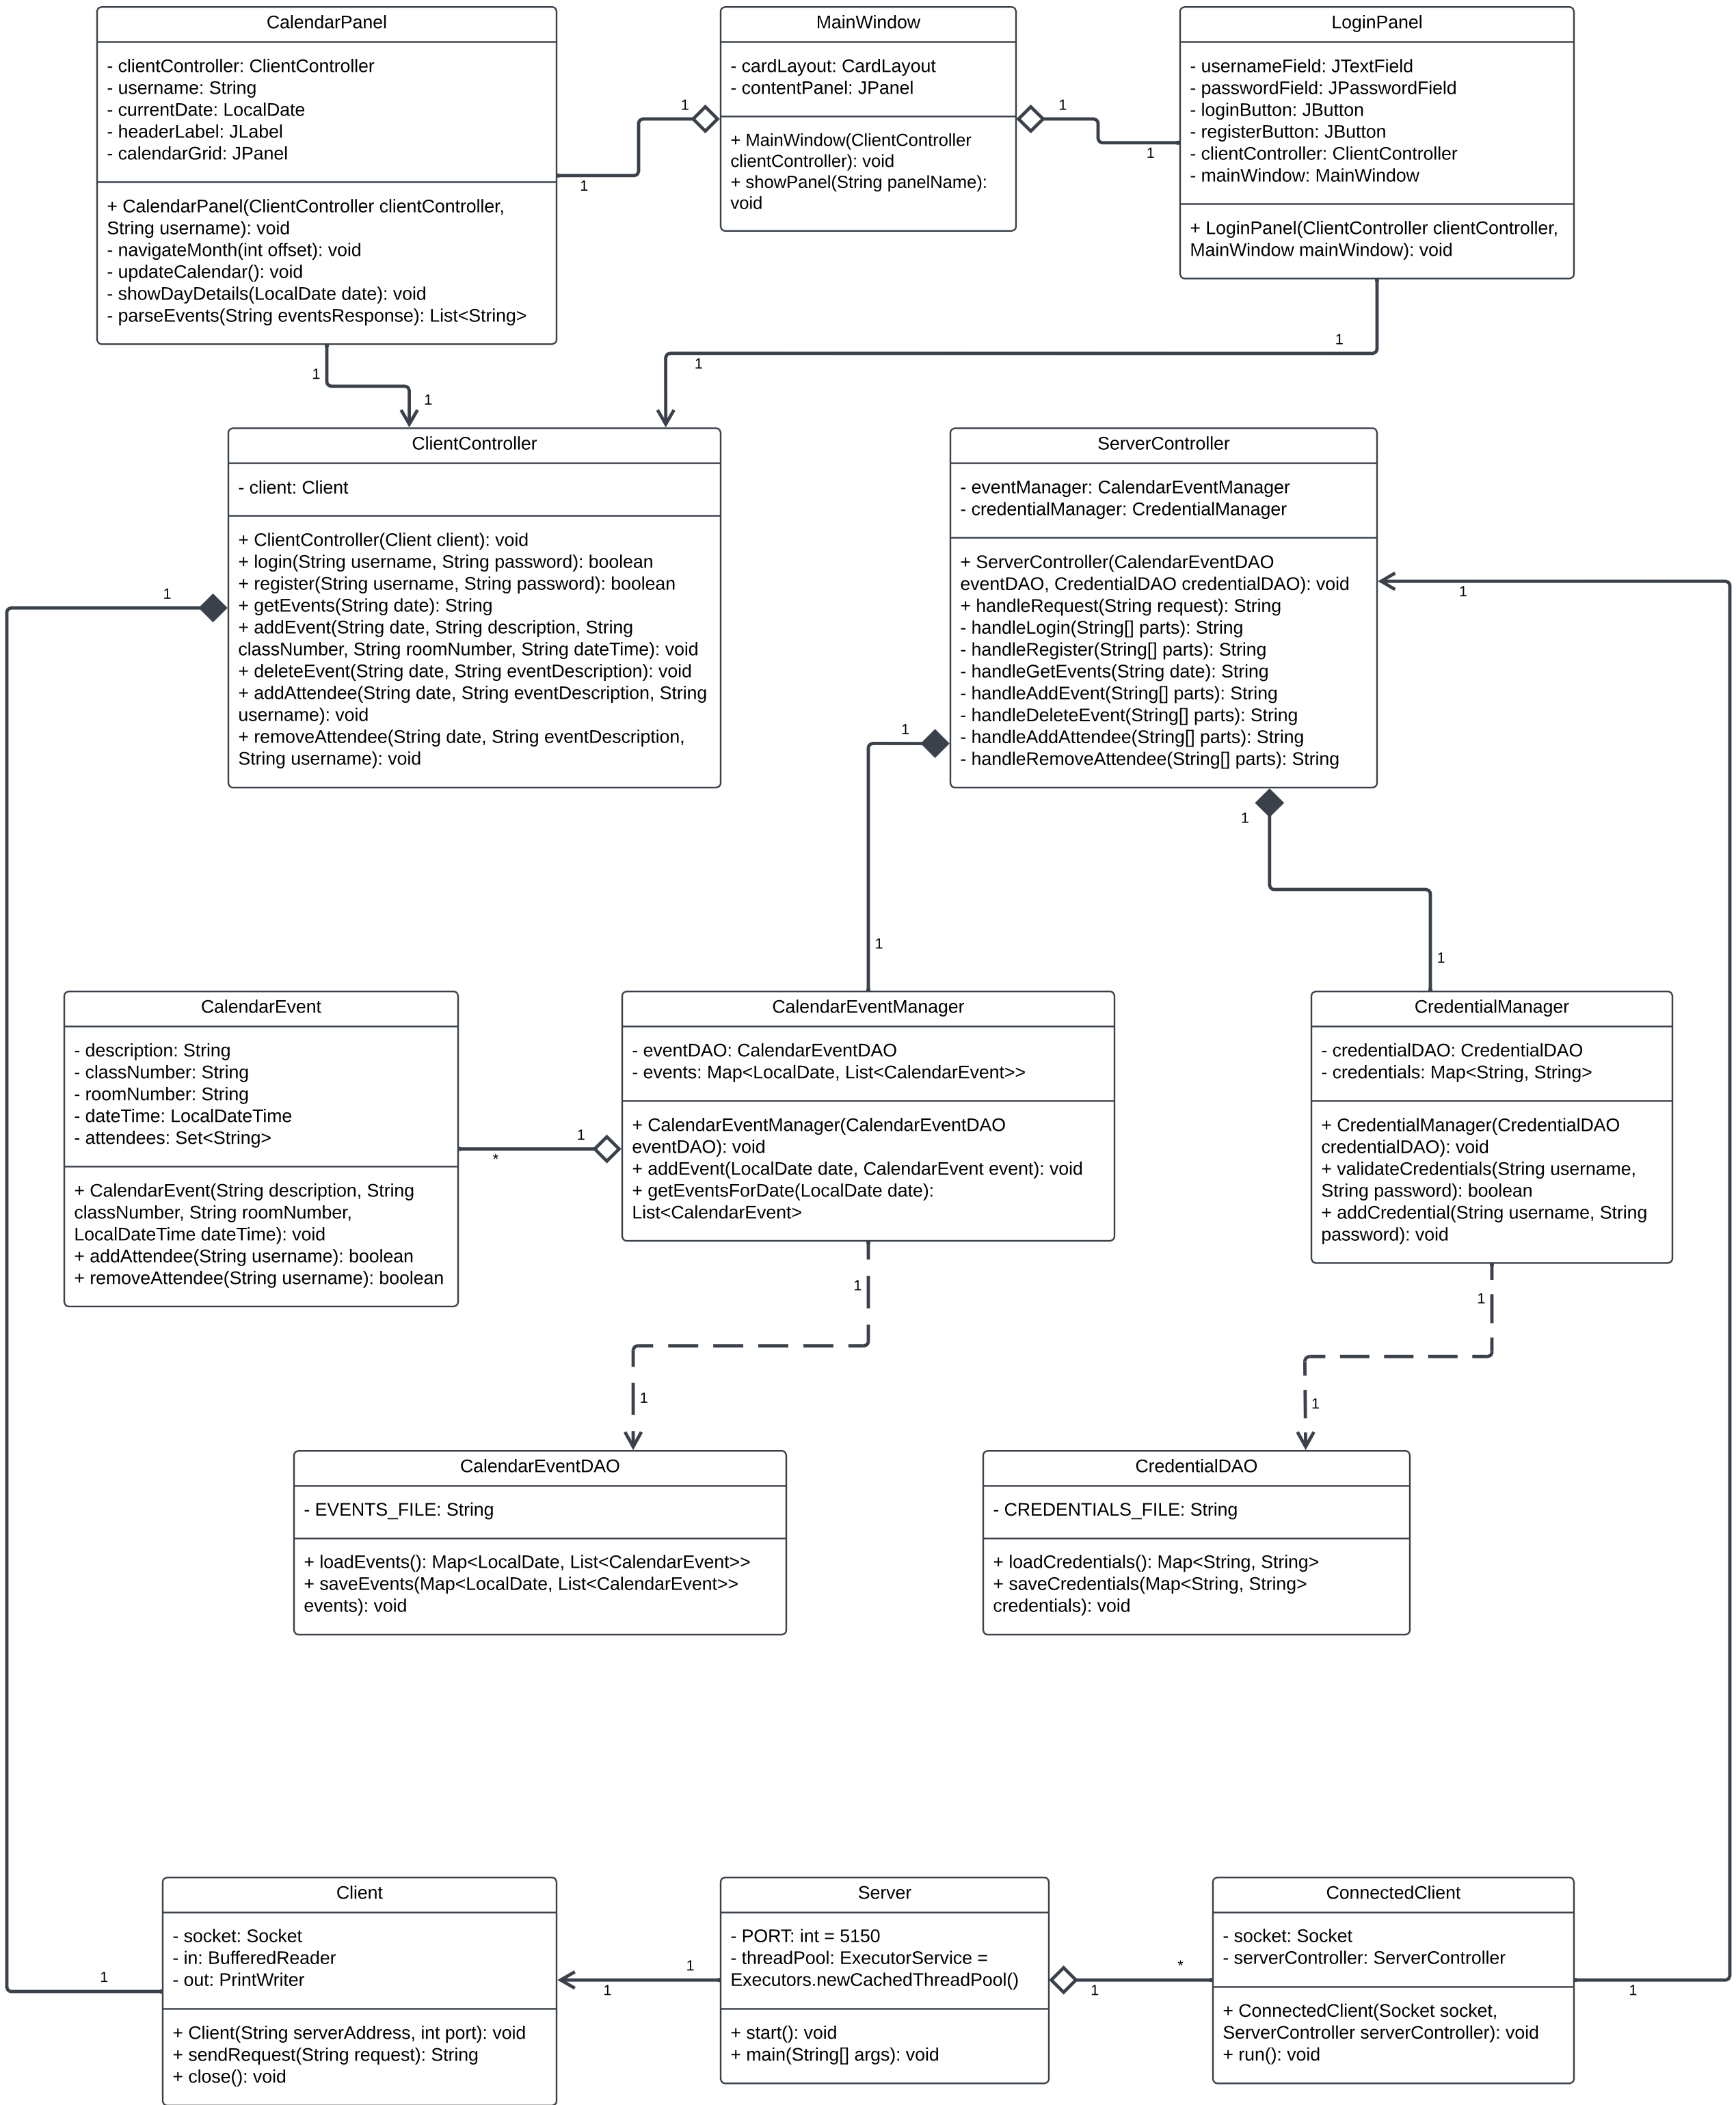 CalendarPanel
- clientController: ClientController
- username: String
- currentDate: LocalDate
- headerLabel: JLabel
- calendarGrid: JPanel
+ CalendarPanel(ClientController clientController,
String username): void
- navigateMonth(int offset): void
- updateCalendar(): void
- showDayDetails(LocalDate date): void
- parseEvents(String eventsResponse): List<String>
1
1
MainWindow
- cardLayout: CardLayout
- contentPanel: JPanel
+ MainWindow(ClientController
clientController): void
+ showPanel(String panelName):
void
1
1
LoginPanel
- usernameField: JTextField
- passwordField: JPasswordField
- loginButton: JButton
- registerButton: JButton
- clientController: ClientController
- mainWindow: MainWindow
+ LoginPanel(ClientController clientController,
MainWindow mainWindow): void
1
1
1
1
ClientController
- client: Client
+ ClientController(Client client): void
+ login(String username, String password): boolean
+ register(String username, String password): boolean
+ getEvents(String date): String
+ addEvent(String date, String description, String
classNumber, String roomNumber, String dateTime): void
+ deleteEvent(String date, String eventDescription): void
+ addAttendee(String date, String eventDescription, String
username): void
+ removeAttendee(String date, String eventDescription,
String username): void
1
ServerController
- eventManager: CalendarEventManager
- credentialManager: CredentialManager
+ ServerController(CalendarEventDAO
eventDAO, CredentialDAO credentialDAO): void
+ handleRequest(String request): String
- handleLogin(String[] parts): String
- handleRegister(String[] parts): String
- handleGetEvents(String date): String
- handleAddEvent(String[] parts): String
- handleDeleteEvent(String[] parts): String
- handleAddAttendee(String[] parts): String
- handleRemoveAttendee(String[] parts): String
1
1
1
1
1
CalendarEvent
- description: String
- classNumber: String
- roomNumber: String
- dateTime: LocalDateTime
- attendees: Set<String>
+ CalendarEvent(String description, String
classNumber, String roomNumber,
LocalDateTime dateTime): void
+ addAttendee(String username): boolean
+ removeAttendee(String username): boolean
*
1
CalendarEventManager
- eventDAO: CalendarEventDAO
- events: Map<LocalDate, List<CalendarEvent>>
+ CalendarEventManager(CalendarEventDAO
eventDAO): void
+ addEvent(LocalDate date, CalendarEvent event): void
+ getEventsForDate(LocalDate date):
List<CalendarEvent>
CredentialManager
- credentialDAO: CredentialDAO
- credentials: Map<String, String>
+ CredentialManager(CredentialDAO
credentialDAO): void
+ validateCredentials(String username,
String password): boolean
+ addCredential(String username, String
password): void
1
1
1
1
CalendarEventDAO
- EVENTS_FILE: String
+ loadEvents(): Map<LocalDate, List<CalendarEvent>>
+ saveEvents(Map<LocalDate, List<CalendarEvent>>
events): void
CredentialDAO
- CREDENTIALS_FILE: String
+ loadCredentials(): Map<String, String>
+ saveCredentials(Map<String, String>
credentials): void
1
Client
- socket: Socket
- in: BufferedReader
- out: PrintWriter
+ Client(String serverAddress, int port): void
+ sendRequest(String request): String
+ close(): void
1
1
Server
- PORT: int = 5150
- threadPool: ExecutorService =
Executors.newCachedThreadPool()
+ start(): void
+ main(String[] args): void
1
*
ConnectedClient
- socket: Socket
- serverController: ServerController
+ ConnectedClient(Socket socket,
ServerController serverController): void
+ run(): void
1